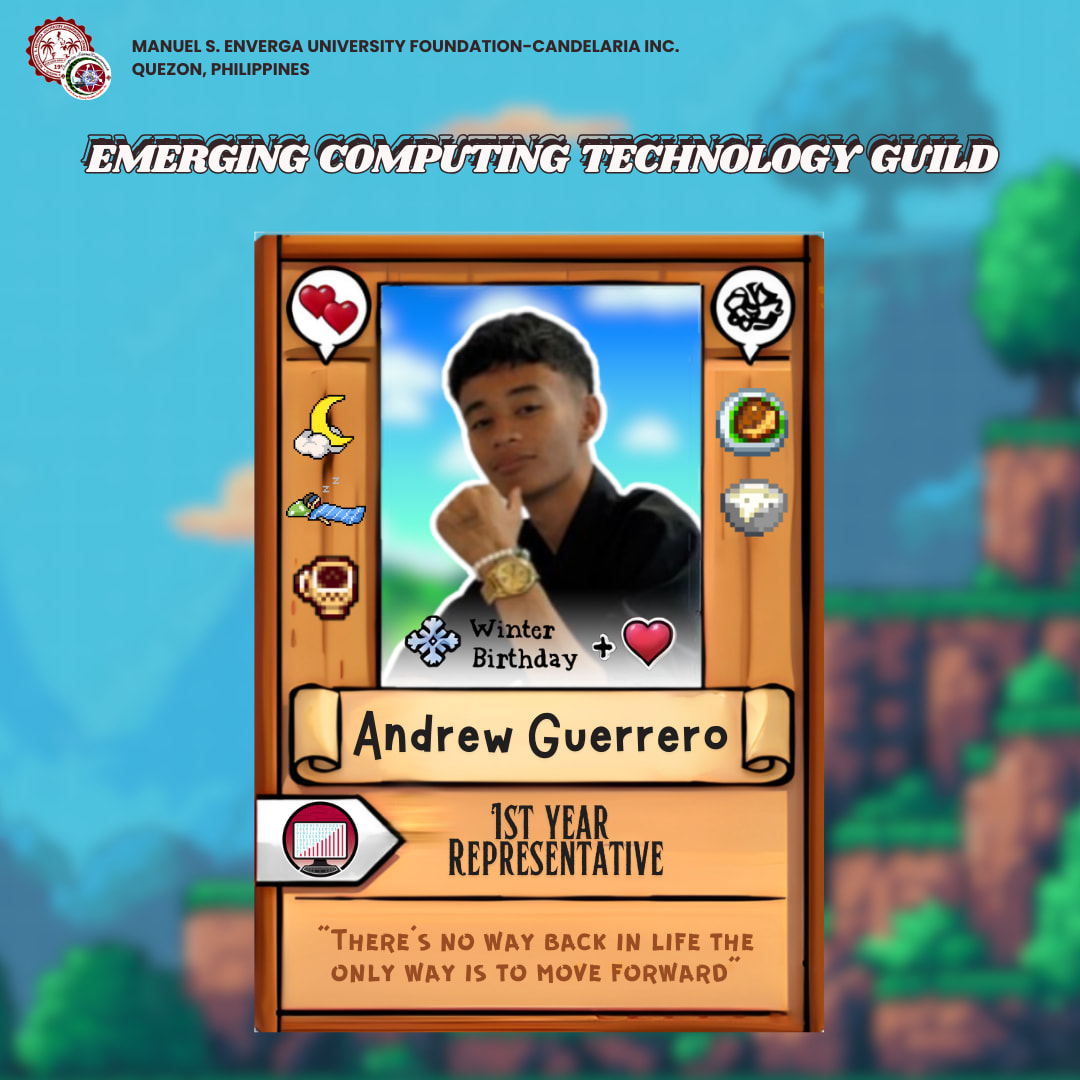 MANUEL S. ENVERGA UNIVERSITY FOUNDATION-CANDELARIA INC.
QUEZON, PHILIPPINES
EMERGING COMPUTING TECHNOLOGY GUILD
z z
Winter
Birthday +
Andrew Guerrero
1ST YEAR
REPRESENTATIVE
"THERE'S NO WAY BACK IN LIFE THE
ONLY WAY IS TO MOVE FORWARD"